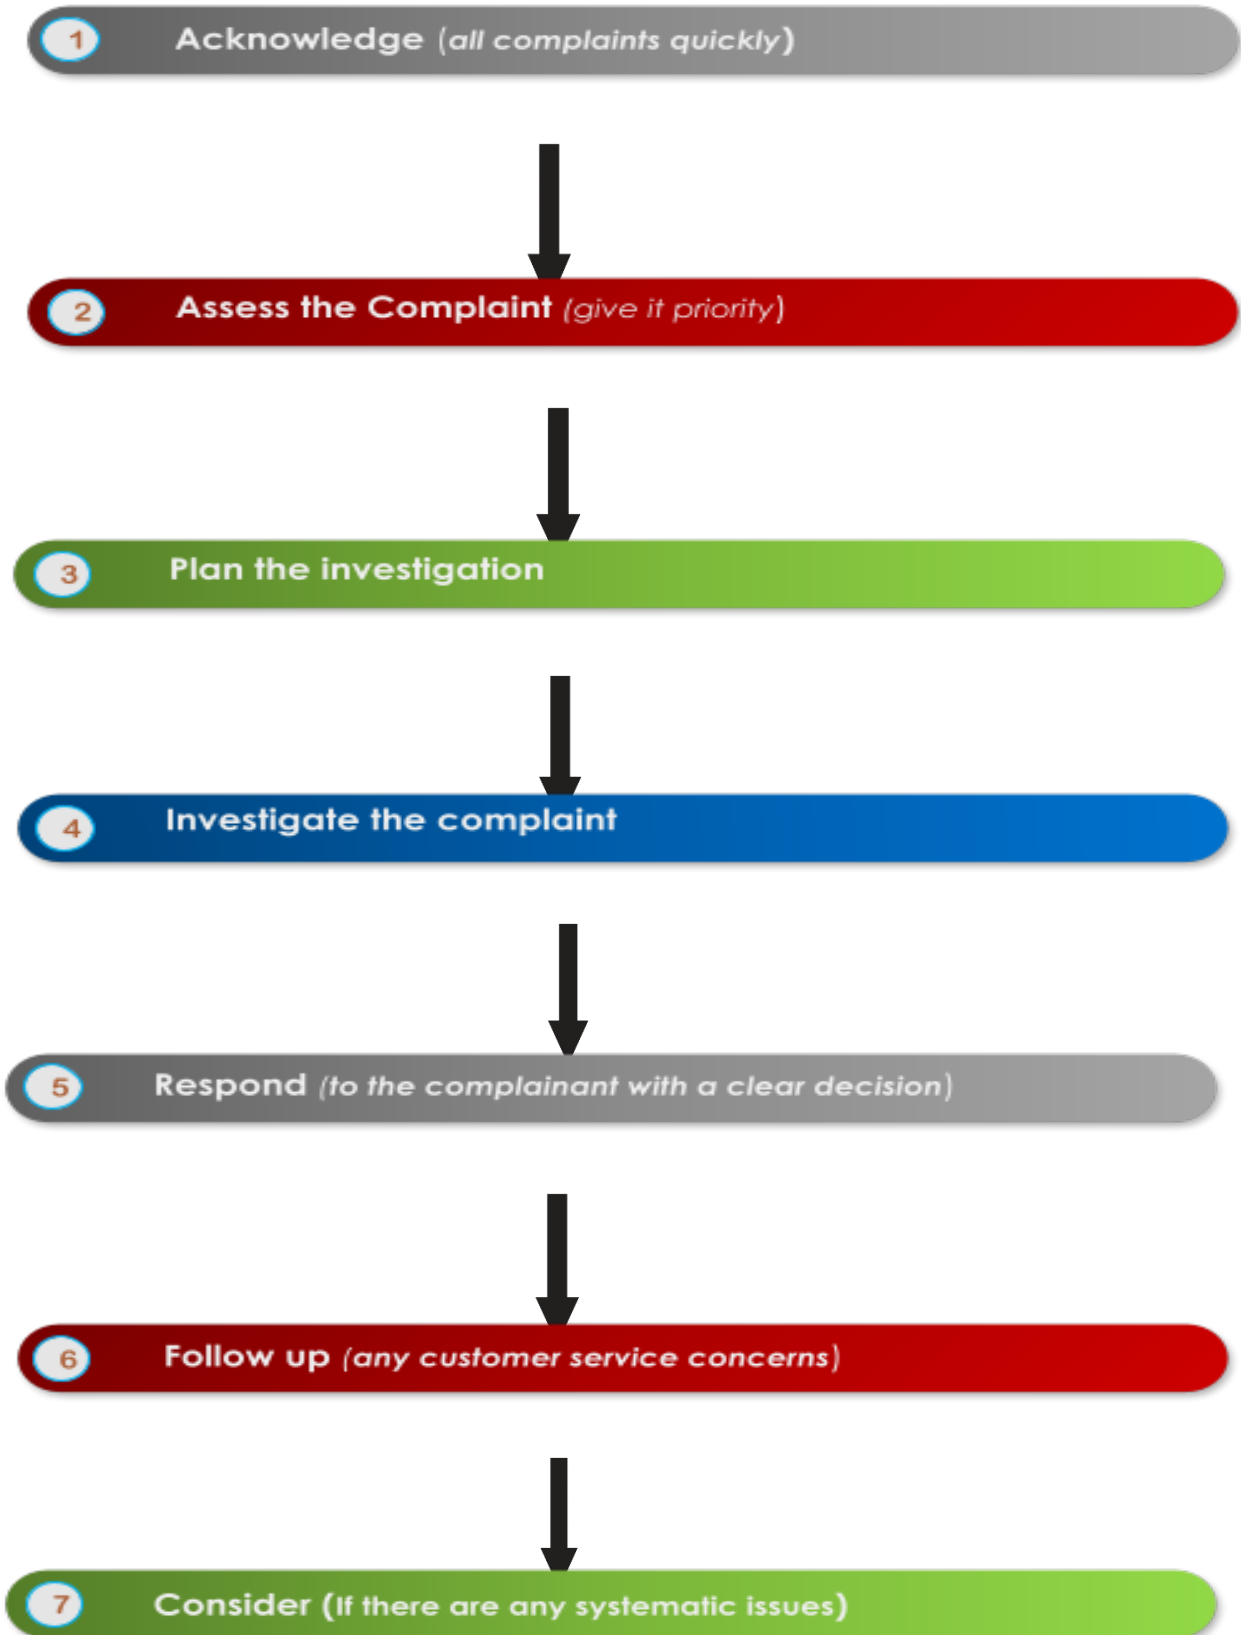 1 Acknowledge (all complaints quickly)
2 Assess the Complaint (give it priority)
3 Plan the investigation
4 Investigate the complaint
5 Respond (to the complainant with a clear decision)
6 Follow up (any customer service concerns)
7 Consider (If there are any systematic issues)